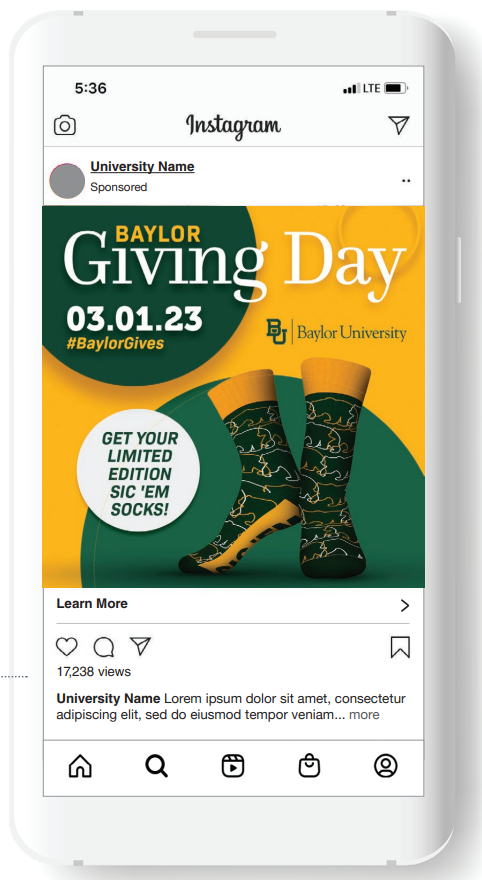 5:36
LTE
Instagram
University Name
Sponsored
BAYLOR
Giving Day
03.01.23
#BaylorGives
BU Baylor University
GET YOUR
LIMITED
EDITION
SIC 'EM
SOCKS!
Learn More
17,238 views
University Name Lorem ipsum dolor sit amet, consectetur
adipiscing elit, sed do eiusmod tempor veniam... more